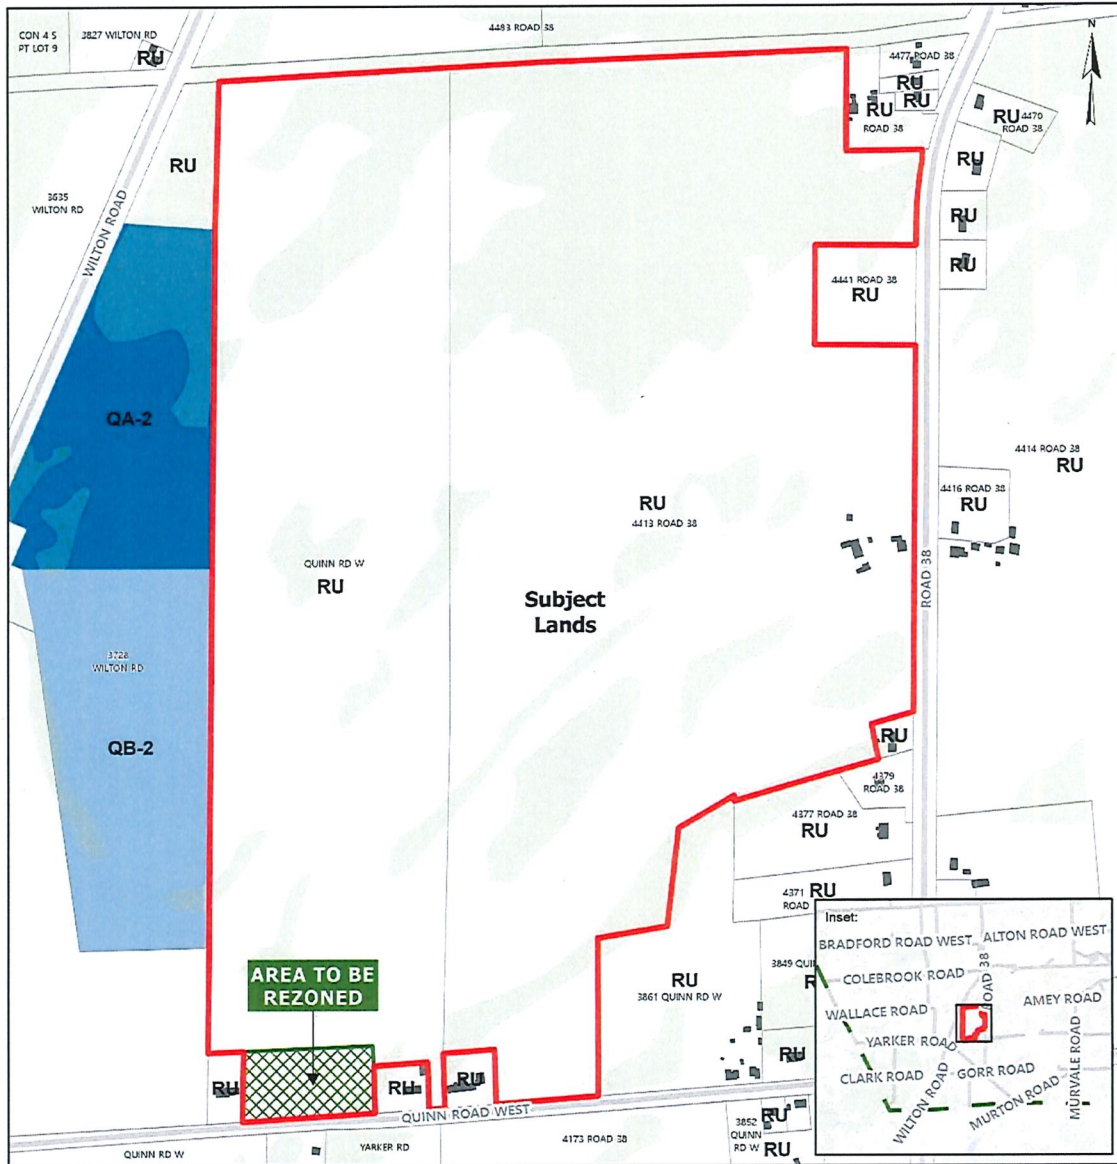 CON 4 S
PT LOT 9
3827 WILTON RD
RU
4483 ROAD 38
4477 ROAD 38
RU
RU
RU
ROAD 38
N
RU 4470
ROAD 38
RU
RU
RU
RU
3635
WILTON RD
WILTON ROAD
4441 ROAD 38
RU
QA-2
4414 ROAD 38
RU
4416 ROAD 38
RU
RU
4413 ROAD 38
QUINN RD W
RU
Subject
Lands
ROAD 38
3728
WILTON RD
QB-2
RU
4379
ROAD 38
4377 ROAD 38
RU
4371 RU
ROAD
AREA TO BE
REZONED
RU
3861 QUINN RD W
3849 QUI
RU
RU
RU
RU
QUINN ROAD WEST
3852
QUINN
RD W
RU
RU
QUINN RD W
YARKER RD
4173 ROAD 38
Inset:
BRADFORD ROAD WEST
ALTON ROAD WEST
COLEBROOK ROAD
ROAD 38
WALLACE ROAD
AMEY ROAD
YARKER ROAD
CLARK ROAD
GORR ROAD
WILTON ROAD
MURTON ROAD
MURVALE ROAD